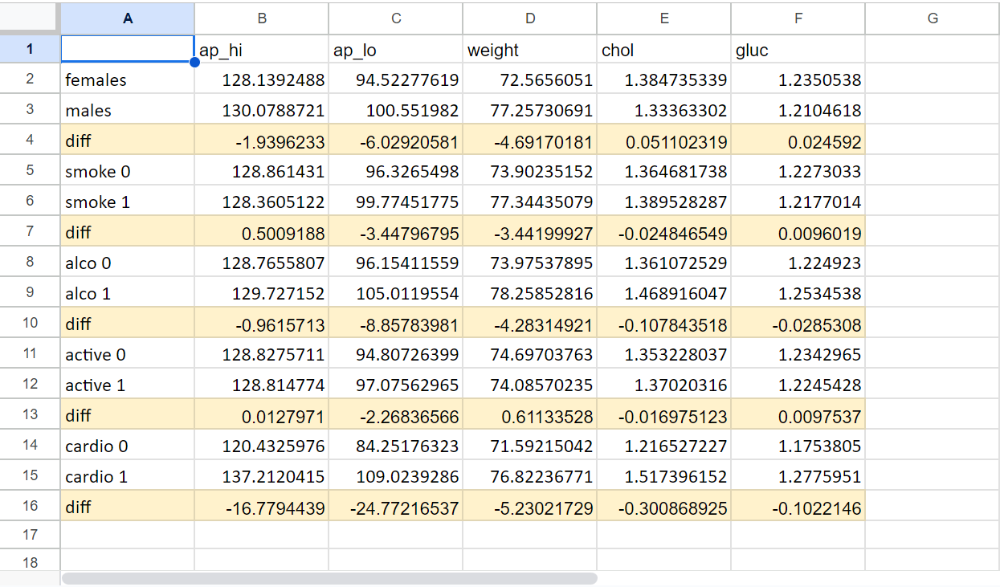 A B C D E F G
1 ap_hi ap_lo weight chol gluc
2 females 128.1392488 94.52277619 72.5656051 1.384735339 1.2350538
3 males 130.0788721 100.551982 77.25730691 1.33363302 1.2104618
4 diff -1.9396233 -6.02920581 -4.69170181 0.051102319 0.024592
5 smoke 0 128.861431 96.3265498 73.90235152 1.364681738 1.2273033
6 smoke 1 128.3605122 99.77451775 77.34435079 1.389528287 1.2177014
7 diff 0.5009188 -3.44796795 -3.44199927 -0.024846549 0.0096019
8 alco 0 128.7655807 96.15411559 73.97537895 1.361072529 1.224923
9 alco 1 129.727152 105.0119554 78.25852816 1.468916047 1.2534538
10 diff -0.9615713 -8.85783981 -4.28314921 -0.107843518 -0.0285308
11 active 0 128.8275711 94.80726399 74.69703763 1.353228037 1.2342965
12 active 1 128.814774 97.07562965 74.08570235 1.37020316 1.2245428
13 diff 0.0127971 -2.26836566 0.61133528 -0.016975123 0.0097537
14 cardio 0 120.4325976 84.25176323 71.59215042 1.216527227 1.1753805
15 cardio 1 137.2120415 109.0239286 76.82236771 1.517396152 1.2775951
16 diff -16.7794439 -24.77216537 -5.23021729 -0.300868925 -0.1022146
17
18